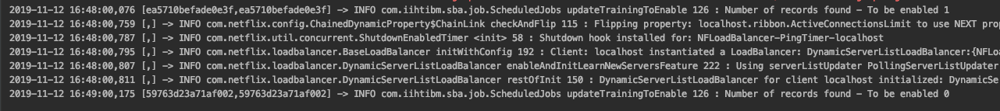 2019-11-12 16:48:00,076 [ea5710befade0e3f,ea5710befade0e3f] -> INFO com.iihtibm.sba.job.ScheduledJobs updateTrainingToEnable 126 : Number of records found - To be enabled 1
2019-11-12 16:48:00,759 [,] -> INFO com.netflix.config.ChainedDynamicProperty$ChainLink checkAndFlip 115 : Flipping property: localhost.ribbon.ActiveConnectionsLimit to use NEXT prop
2019-11-12 16:48:00,787 [,] -> INFO com.netflix.util.concurrent.ShutdownEnabledTimer <init> 58 : Shutdown hook installed for: NFLoadBalancer-PingTimer-localhost
2019-11-12 16:48:00,795 [,] -> INFO com.netflix.loadbalancer.BaseLoadBalancer initWithConfig 192 : Client: localhost instantiated a LoadBalancer: DynamicServerListLoadBalancer:{NFLoa
2019-11-12 16:48:00,807 [,] -> INFO com.netflix.loadbalancer.DynamicServerListLoadBalancer enableAndInitLearnNewServersFeature 222 : Using serverListUpdater PollingServerListUpdater
2019-11-12 16:48:00,811 [,] -> INFO com.netflix.loadbalancer.DynamicServerListLoadBalancer restOfInit 150 : DynamicServerListLoadBalancer for client localhost initialized: DynamicSe
2019-11-12 16:49:00,175 [59763d23a71af002,59763d23a71af002] -> INFO com.iihtibm.sba.job.ScheduledJobs updateTrainingToEnable 126 : Number of records found - To be enabled 0